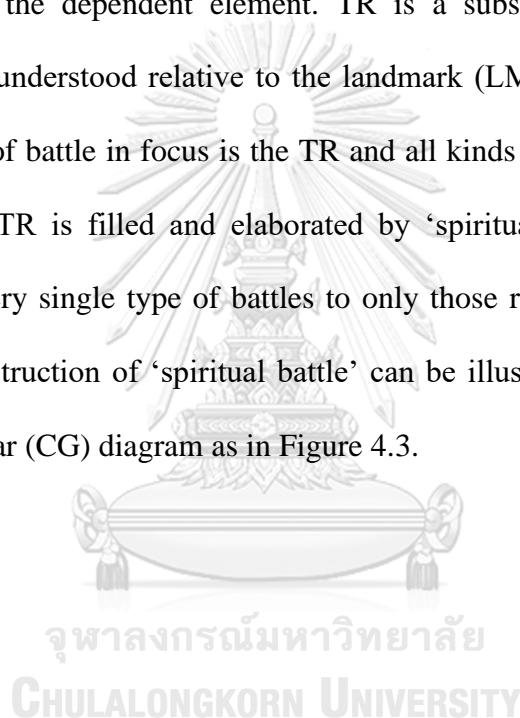 the dependent element. TR is a subs
understood relative to the landmark (LM
of battle in focus is the TR and all kinds
TR is filled and elaborated by ‘spiritua
ery single type of battles to only those r
struction of ‘spiritual battle’ can be illus
ar (CG) diagram as in Figure 4.3.
จุฬาลงกรณ์มหาวิทยาลัย
CHULALONGKORN UNIVERSITY